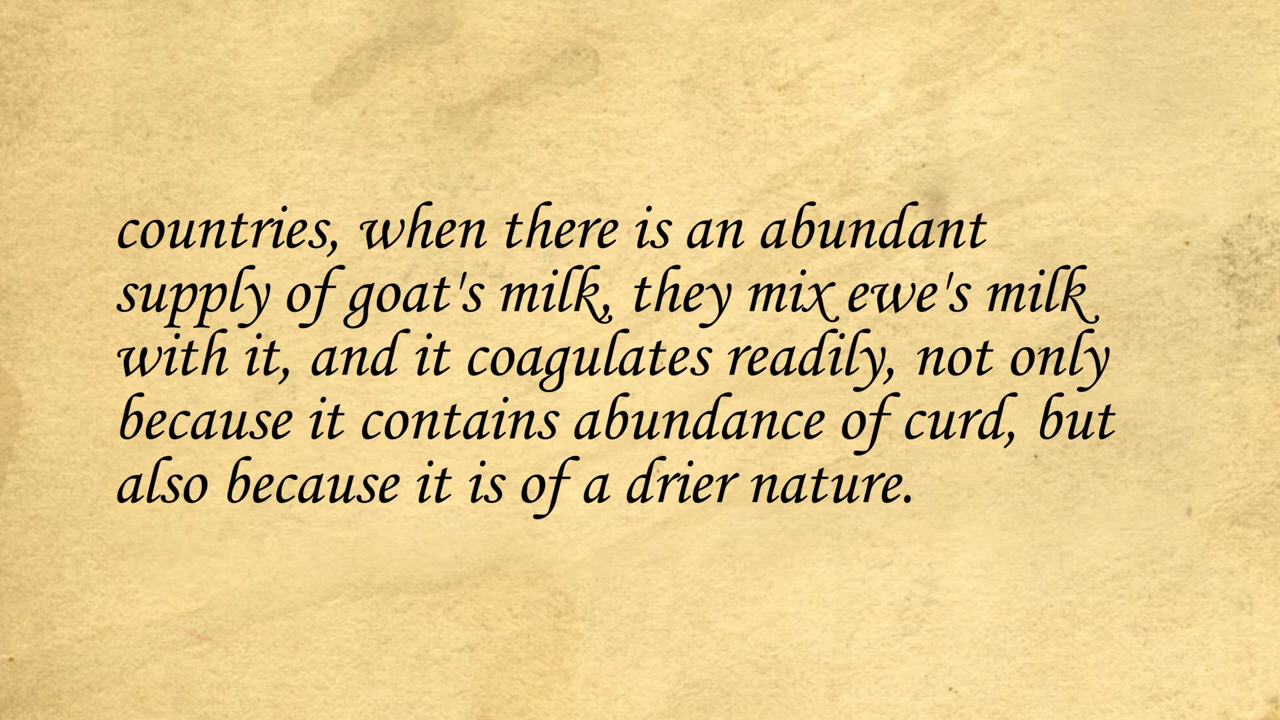 countries, when there is an abundant
supply of goat's milk, they mix ewe's milk
with it, and it coagulates readily, not only
because it contains abundance of curd, but
also because it is of a drier nature.